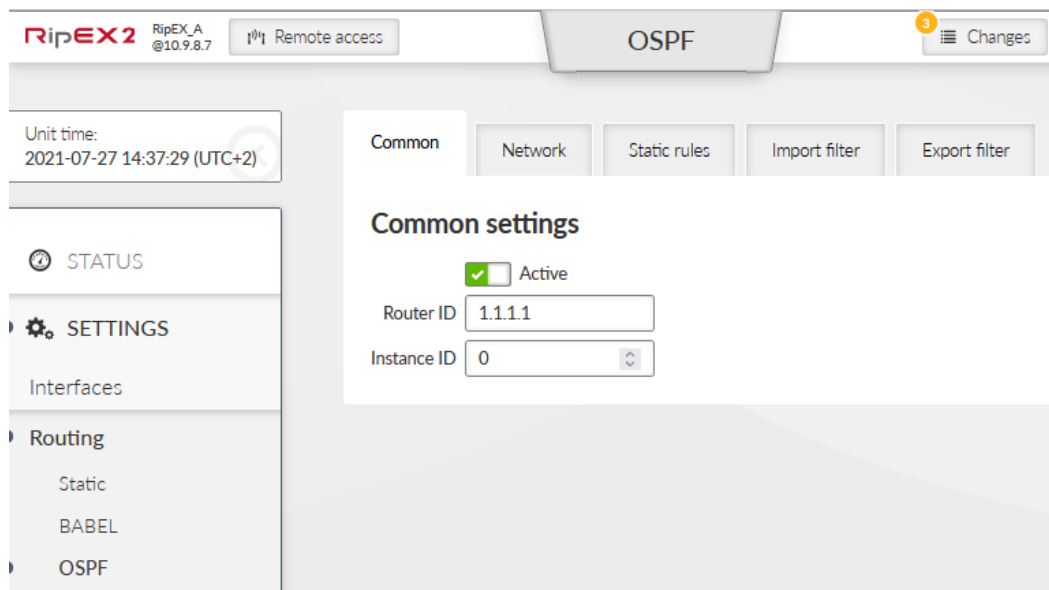 RipEX2
RipEX_A
@10.9.8.7
Remote access
OSPF
3
Changes
Unit time:
2021-07-27 14:37:29 (UTC+2)
Common
Network
Static rules
Import filter
Export filter
STATUS
SETTINGS
Interfaces
Routing
Static
BABEL
OSPF
Common settings
Active
Router ID 1.1.1.1
Instance ID 0